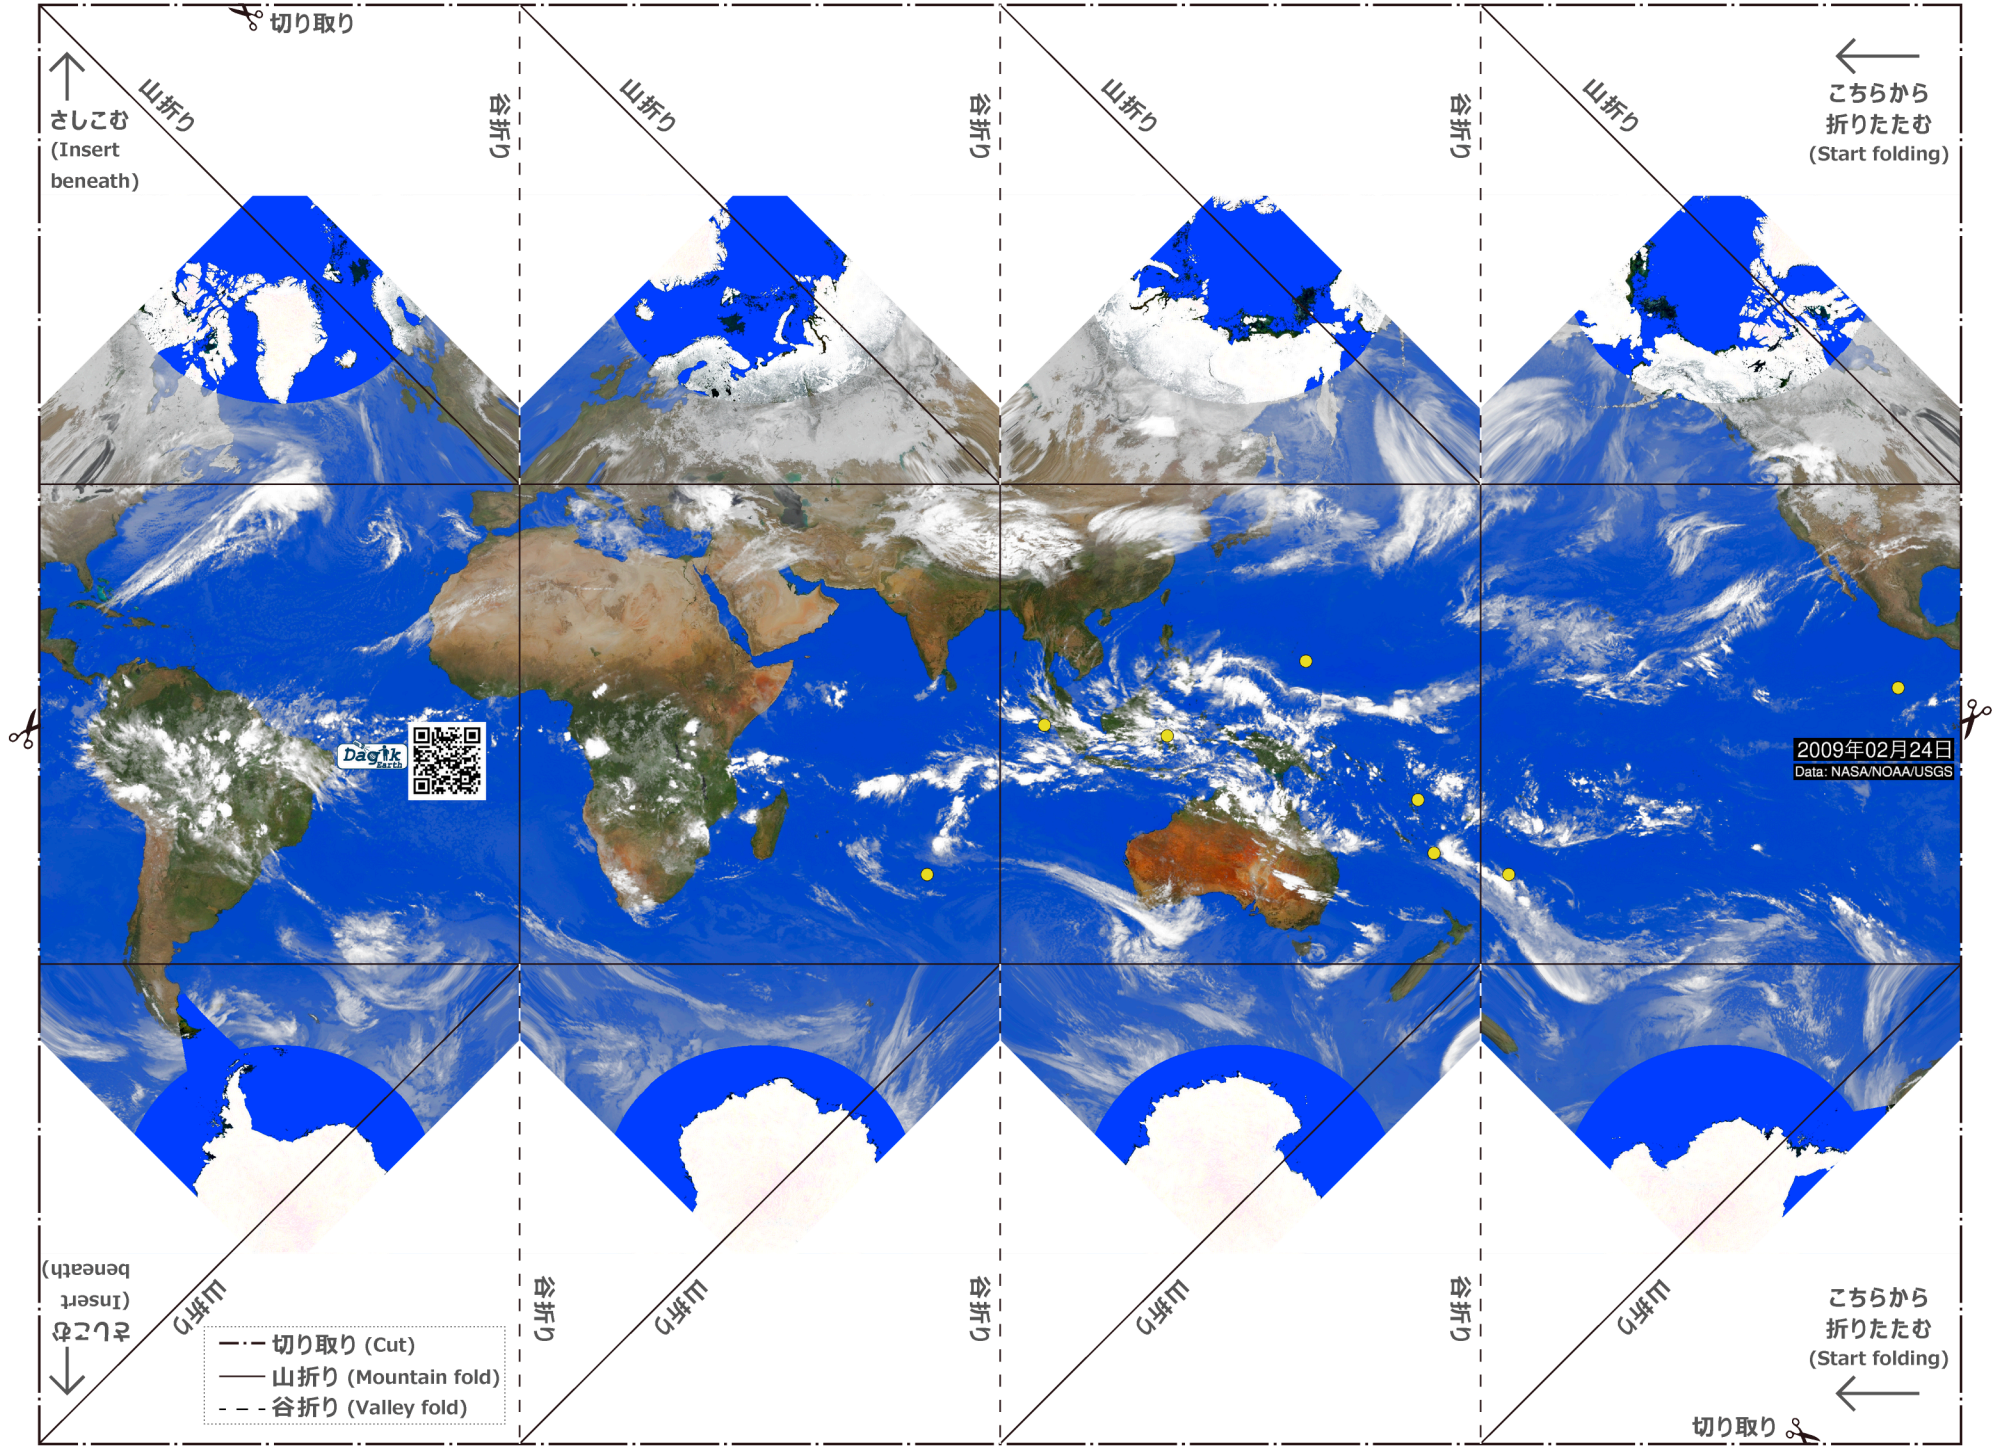 切り取り
さしこむ
(Insert
beneath)
山折り
谷折り
山折り
谷折り
山折り
谷折り
山折り
こちらから
折りたたむ
(Start folding)
Dagik
Earth
2009年02月24日
Data: NASA/NOAA/USGS
さしこむ
(Insert
beneath)
山折り
谷折り
山折り
谷折り
山折り
谷折り
山折り
こちらから
折りたたむ
(Start folding)
切り取り (Cut)
山折り (Mountain fold)
谷折り (Valley fold)
切り取り